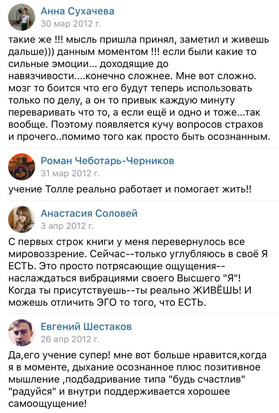 Анна Сухачева
30 мар 2012 г.
такие же !!! мысль пришла принял, заметил и живешь
дальше))) данным моментом !!! если были какие то
сильные эмоции... доходящие до
навязчивости....конечно сложнее. Мне вот сложно.
мозг то боится что его будут теперь использовать
только по делу, а он то привык каждую минуту
переваривать что то, а если ещё и одно и тоже...так
вообще. Поэтому появляется кучу вопросов страхов
и прочего..помимо того как просто быть осознанным.
Роман Чеботарь-Черников
31 мар 2012 г.
учение Толле реально работает и помогает жить!!
Анастасия Соловей
3 апр 2012 г.
С первых строк книги у меня перевернулось все
мировоззрение. Сейчас--только углубляюсь в своё Я
ЕСТЬ. Это просто потрясающие ощущения--
наслаждаться вибрациями своего Высшего "Я"!
Когда ты присутствуешь--ты реально ЖИВЁШЬ! И
можешь отличить ЭГО то того, что ЕСТЬ.
Евгений Шестаков
26 апр 2012 г.
Да,его учение супер! мне вот больше нравится,когда
я в моменте, дыхание осознанное плюс позитивное
мышление ,подбадривание типа "будь счастлив"
"радуйся" и внутри поддерживается хорошее
самоощущение!